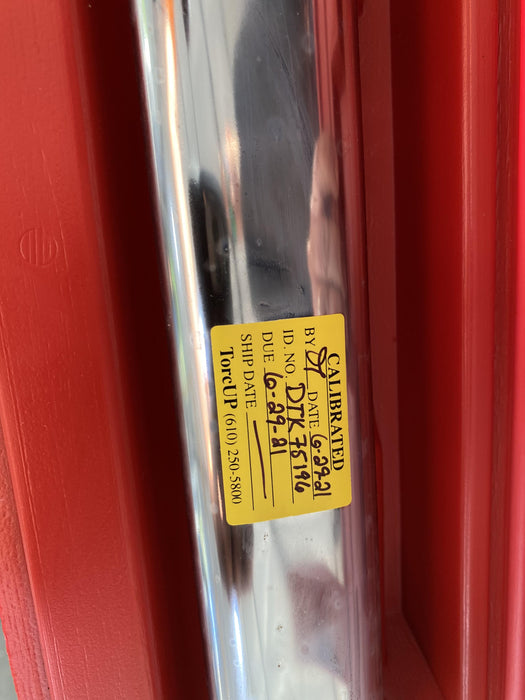 CALIBRATED
BY DATE 6-29-21
ID. NO. DTK 75196
DUE 6-29-21
SHIP DATE
TorcUP (610) 250-5800